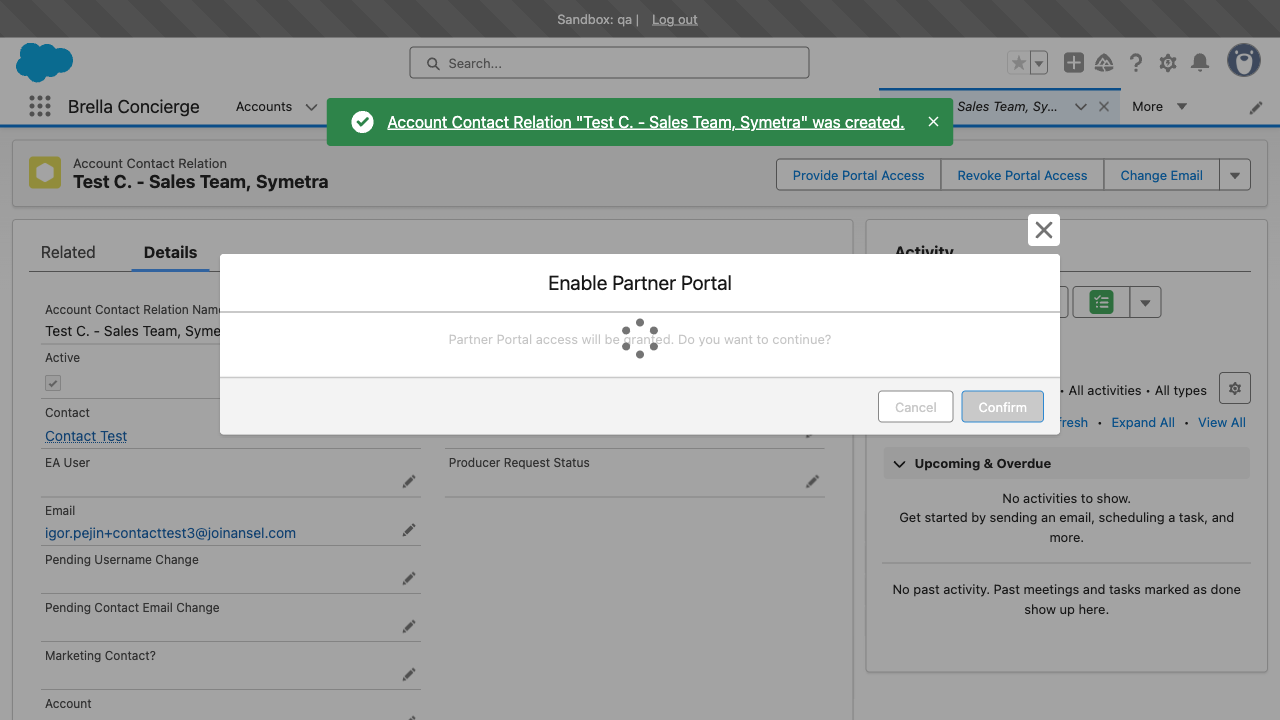 Sandbox: qa | Log out
Search...
Brella Concierge
Accounts
Sales Team, Sy...
More
Account Contact Relation "Test C. - Sales Team, Symetra" was created.
Account Contact Relation
Test C. - Sales Team, Symetra
Provide Portal Access
Revoke Portal Access
Change Email
Related
Details
Activity
Enable Partner Portal
Partner Portal access will be granted. Do you want to continue?
Cancel
Confirm
Account Contact Relation Name
Test C. - Sales Team, Syme
Active
Contact
Contact Test
EA User
Producer Request Status
Email
igor.pejin+contacttest3@joinansel.com
Pending Username Change
Pending Contact Email Change
Marketing Contact?
Account
• All activities • All types
fresh • Expand All • View All
Upcoming & Overdue
No activities to show.
Get started by sending an email, scheduling a task, and
more.
No past activity. Past meetings and tasks marked as done
show up here.